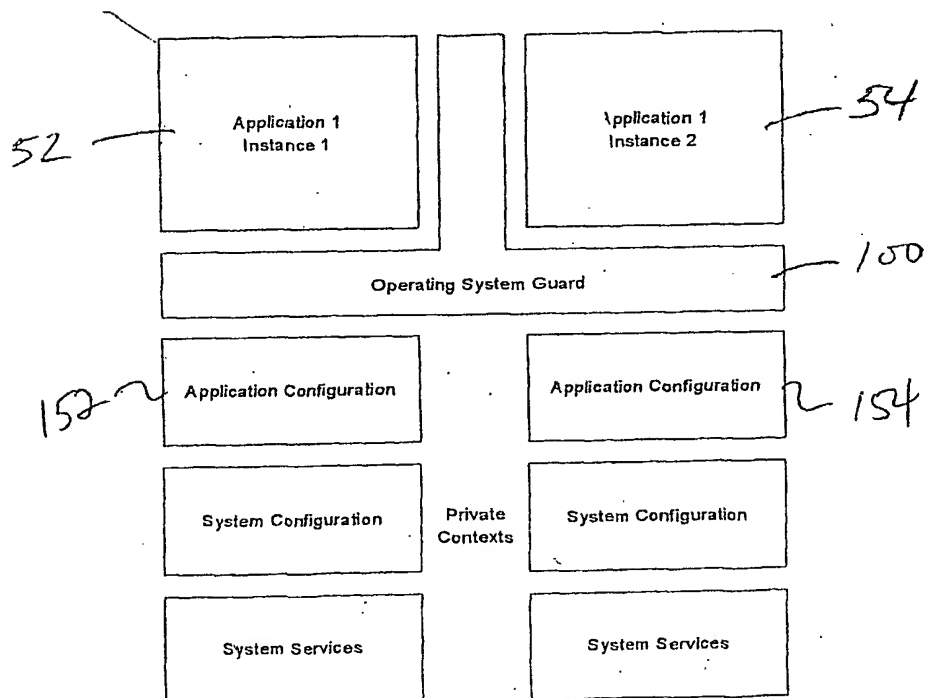 Application 1
Instance 1
Application 1
Instance 2
52
54
Operating System Guard
100
Application Configuration
Application Configuration
152
154
System Configuration
Private
Contexts
System Configuration
System Services
System Services